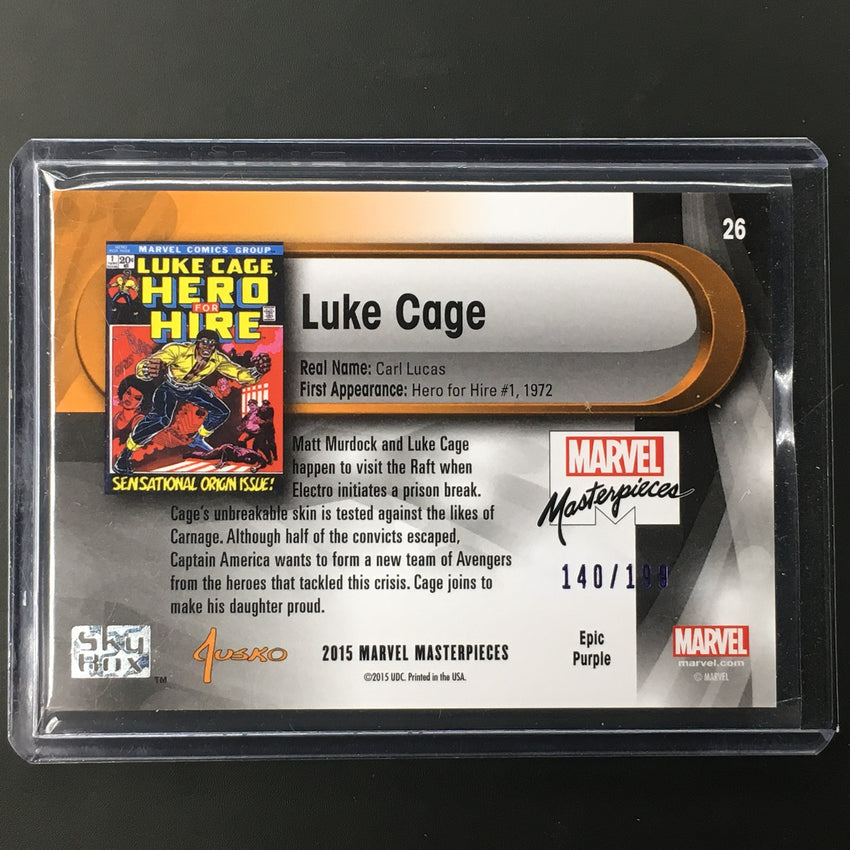 26
MARVEL COMICS GROUP
1 20¢
LUKE CAGE,
HERO
FOR
HIRE
SENSATIONAL ORIGIN ISSUE!
Luke Cage
Real Name: Carl Lucas
First Appearance: Hero for Hire #1, 1972
Matt Murdock and Luke Cage
happen to visit the Raft when
Electro initiates a prison break.
Cage's unbreakable skin is tested against the likes of
Carnage. Although half of the convicts escaped,
Captain America wants to form a new team of Avengers
from the heroes that tackled this crisis. Cage joins to
make his daughter proud.
MARVEL
Masterpieces
140/199
SkyBox
TM
Jusko
2015 MARVEL MASTERPIECES
©2015 UDC. Printed in the USA.
Epic
Purple
MARVEL
marvel.com
© MARVEL